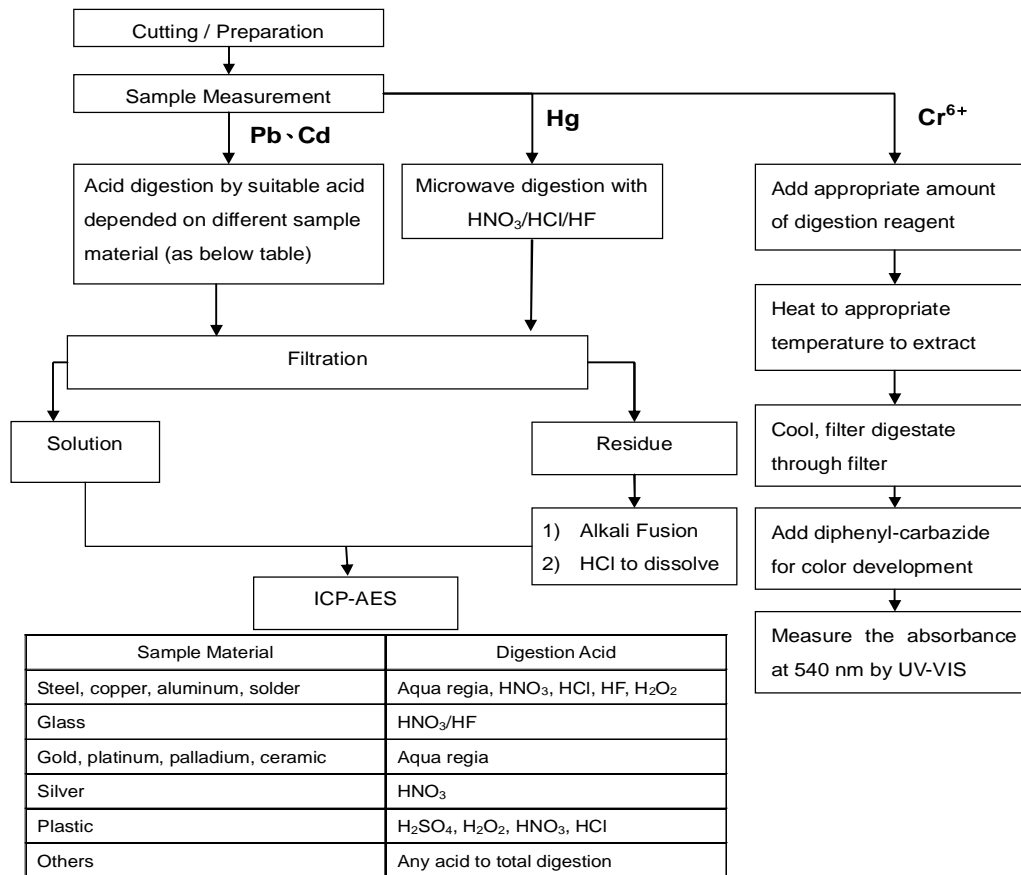 Cutting / Preparation
Sample Measurement
Pb、Cd
Hg
Cr⁶⁺
Acid digestion by suitable acid
depended on different sample
material (as below table)
Microwave digestion with
HNO₃/HCl/HF
Add appropriate amount
of digestion reagent
Heat to appropriate
temperature to extract
Filtration
Solution
Residue
Cool, filter digestate
through filter
1) Alkali Fusion
2) HCl to dissolve
Add diphenyl-carbazide
for color development
ICP-AES
Measure the absorbance
at 540 nm by UV-VIS
Sample Material Digestion Acid
Steel, copper, aluminum, solder Aqua regia, HNO₃, HCl, HF, H₂O₂
Glass HNO₃/HF
Gold, platinum, palladium, ceramic Aqua regia
Silver HNO₃
Plastic H₂SO₄, H₂O₂, HNO₃, HCl
Others Any acid to total digestion